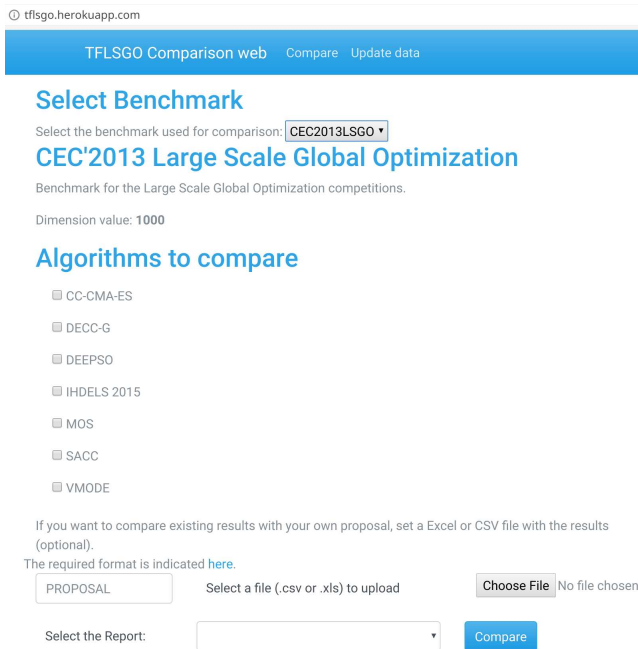 tflsgo.herokuapp.com
TFLSGO Comparison web Compare Update data
Select Benchmark
Select the benchmark used for comparison: CEC2013LSGO
CEC'2013 Large Scale Global Optimization
Benchmark for the Large Scale Global Optimization competitions.
Dimension value: 1000
Algorithms to compare
CC-CMA-ES
DECC-G
DEEPSO
IHDELS 2015
MOS
SACC
VMODE
If you want to compare existing results with your own proposal, set a Excel or CSV file with the results
(optional).
The required format is indicated here.
PROPOSAL Select a file (.csv or .xls) to upload Choose File No file chosen
Select the Report: Compare